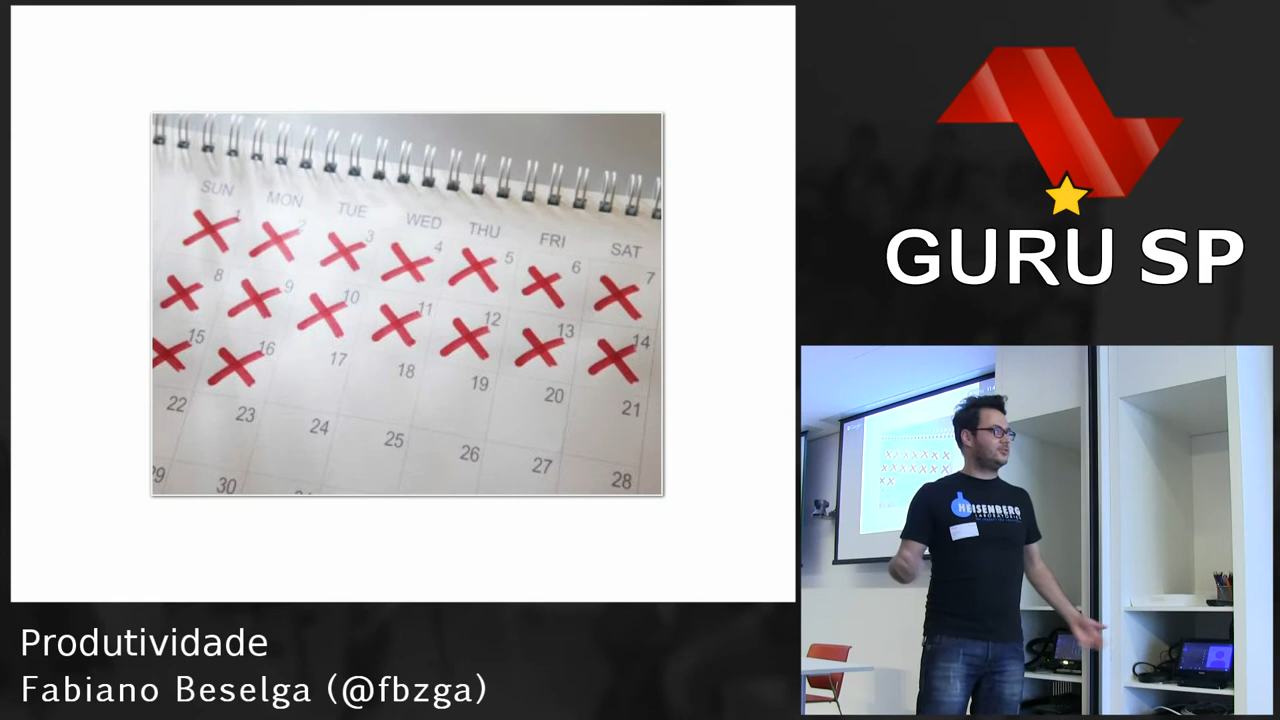 SUN MON TUE WED THU FRI SAT
1 2 3 4 5 6 7
8 9 10 11 12 13 14
15 16 17 18 19 20 21
22 23 24 25 26 27 28
30
GURU SP
HEISENBERG
LABORATORIES
Produtividade
Fabiano Beselga (@fbzga)